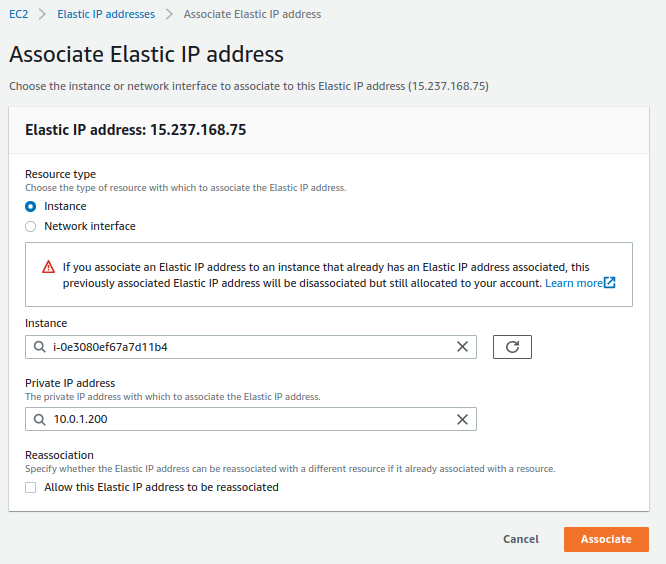 EC2 > Elastic IP addresses > Associate Elastic IP address
Associate Elastic IP address
Choose the instance or network interface to associate to this Elastic IP address (15.237.168.75)
Elastic IP address: 15.237.168.75
Resource type
Choose the type of resource with which to associate the Elastic IP address.
Instance
Network interface
If you associate an Elastic IP address to an instance that already has an Elastic IP address associated, this
previously associated Elastic IP address will be disassociated but still allocated to your account. Learn more
Instance
i-0e3080ef67a7d11b4
Private IP address
The private IP address with which to associate the Elastic IP address.
10.0.1.200
Reassociation
Specify whether the Elastic IP address can be reassociated with a different resource if it already associated with a resource.
Allow this Elastic IP address to be reassociated
Cancel
Associate